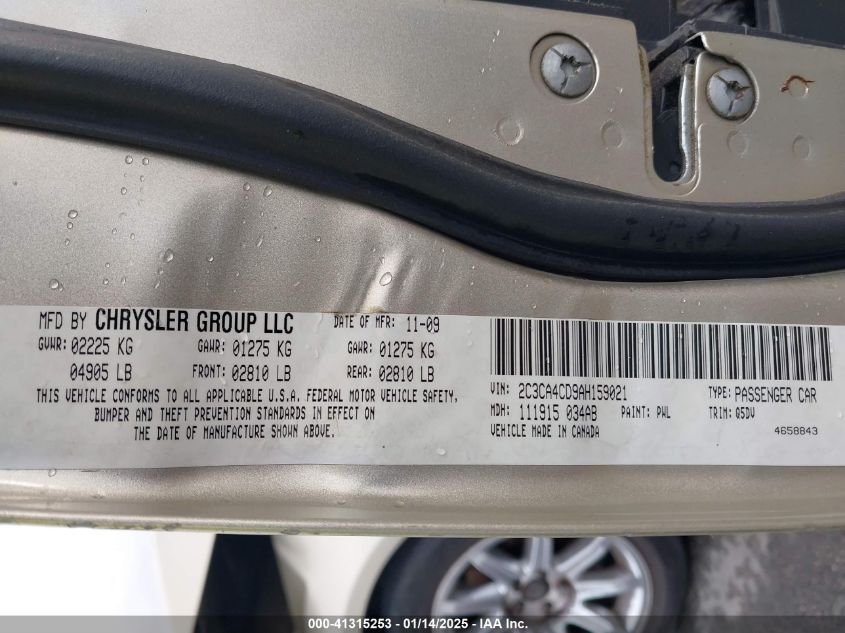 MFD BY CHRYSLER GROUP LLC DATE OF MFR: 11-09
GVWR: 02225 KG GAWR: 01275 KG GAWR: 01275 KG
04905 LB FRONT: 02810 LB REAR: 02810 LB
THIS VEHICLE CONFORMS TO ALL APPLICABLE U.S.A. FEDERAL MOTOR VEHICLE SAFETY,
BUMPER AND THEFT PREVENTION STANDARDS IN EFFECT ON
THE DATE OF MANUFACTURE SHOWN ABOVE.
VIN: 2C3CA4CD9AH159021 TYPE: PASSENGER CAR
MDH: 111915 034AB PAINT: PWL TRIM: Q5DV
VEHICLE MADE IN CANADA 4658843
000-41315253 - 01/14/2025 - IAA Inc.